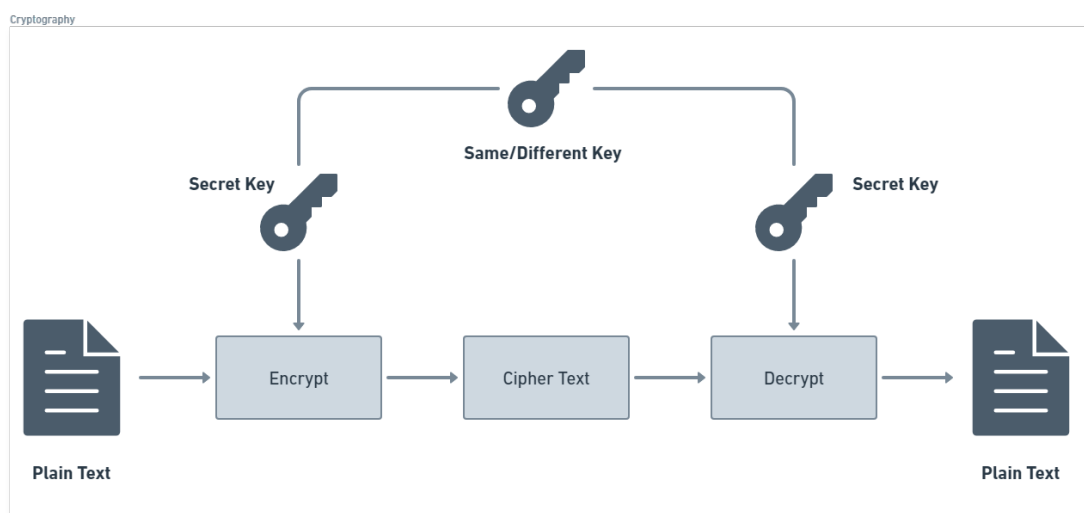 Cryptography
Same/Different Key
Secret Key
Secret Key
Encrypt
Cipher Text
Decrypt
Plain Text
Plain Text